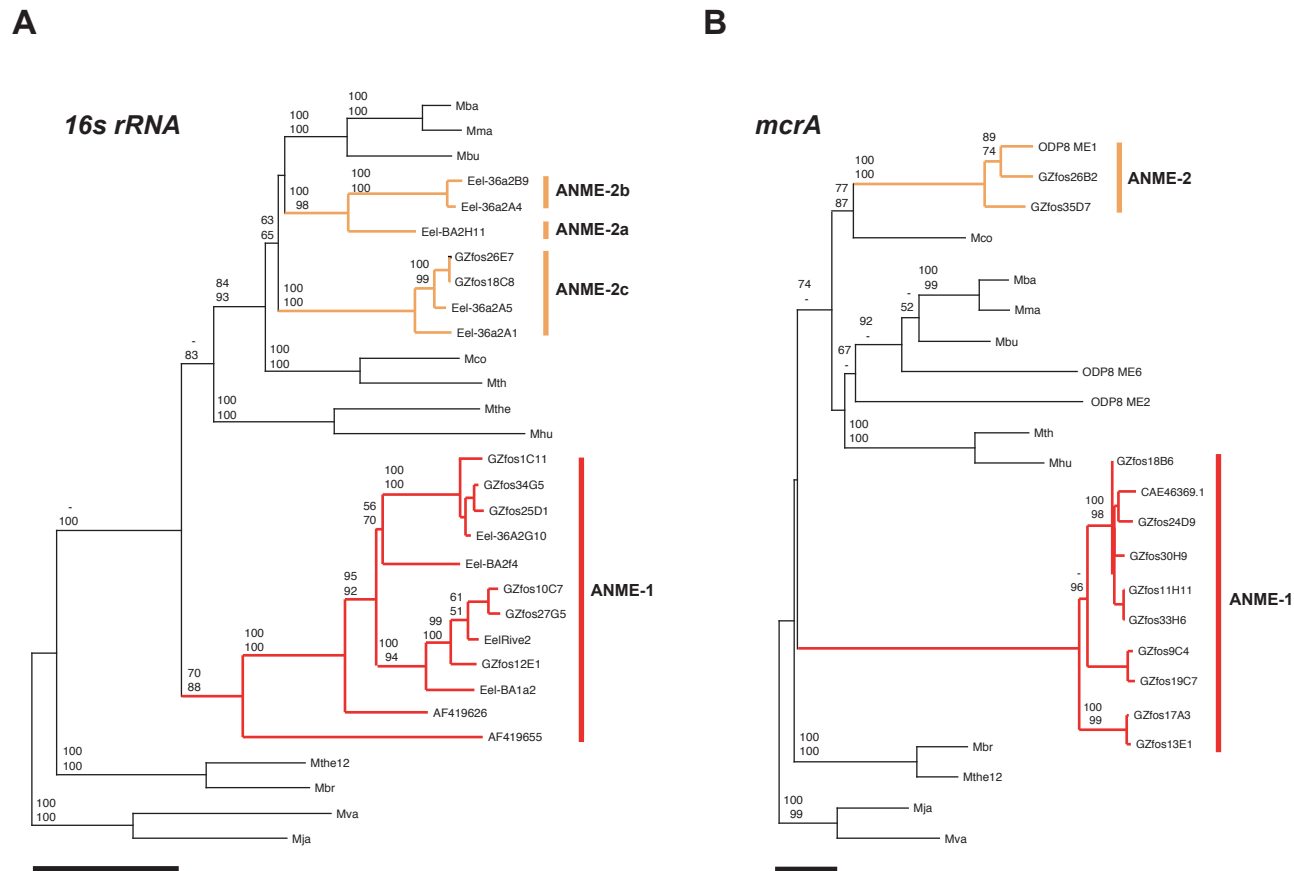 A
16s rRNA
100
100
100
100
Mba
Mma
Mbu
100
100
100
98
Eel-36a2B9
Eel-36a2A4
ANME-2b
Eel-BA2H11
ANME-2a
63
65
GZfos26E7
100
99
GZfos18C8
ANME-2c
Eel-36a2A5
100
100
Eel-36a2A1
84
93
-
83
100
100
Mco
Mth
100
100
Mthe
Mhu
GZfos1C11
100
100
GZfos34G5
56
70
GZfos25D1
Eel-36A2G10
-
100
Eel-BA2f4
95
92
GZfos10C7
ANME-1
61
51
GZfos27G5
99
100
EelRive2
100
100
100
94
GZfos12E1
70
88
Eel-BA1a2
AF419626
AF419655
100
100
Mthe12
Mbr
100
100
Mva
Mja
B
mcrA
89
74
ODP8 ME1
100
100
GZfos26B2
ANME-2
77
87
GZfos35D7
Mco
74
-
100
99
Mba
-
52
Mma
92
-
Mbu
67
-
ODP8 ME6
ODP8 ME2
100
100
Mth
Mhu
GZfos18B6
CAE46369.1
100
98
GZfos24D9
GZfos30H9
-
96
GZfos11H11
ANME-1
GZfos33H6
GZfos9C4
GZfos19C7
100
99
GZfos17A3
GZfos13E1
100
100
Mbr
Mthe12
100
99
Mja
Mva